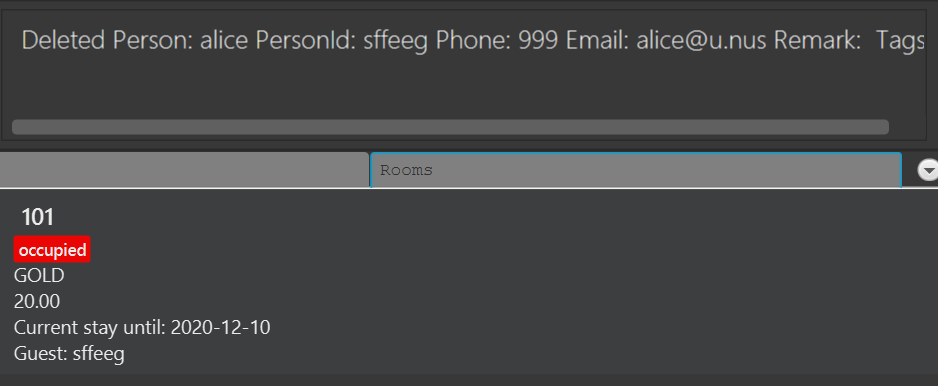 Deleted Person: alice PersonId: sffeeg Phone: 999 Email: alice@u.nus Remark: Tags
Rooms
101
occupied
GOLD
20.00
Current stay until: 2020-12-10
Guest: sffeeg